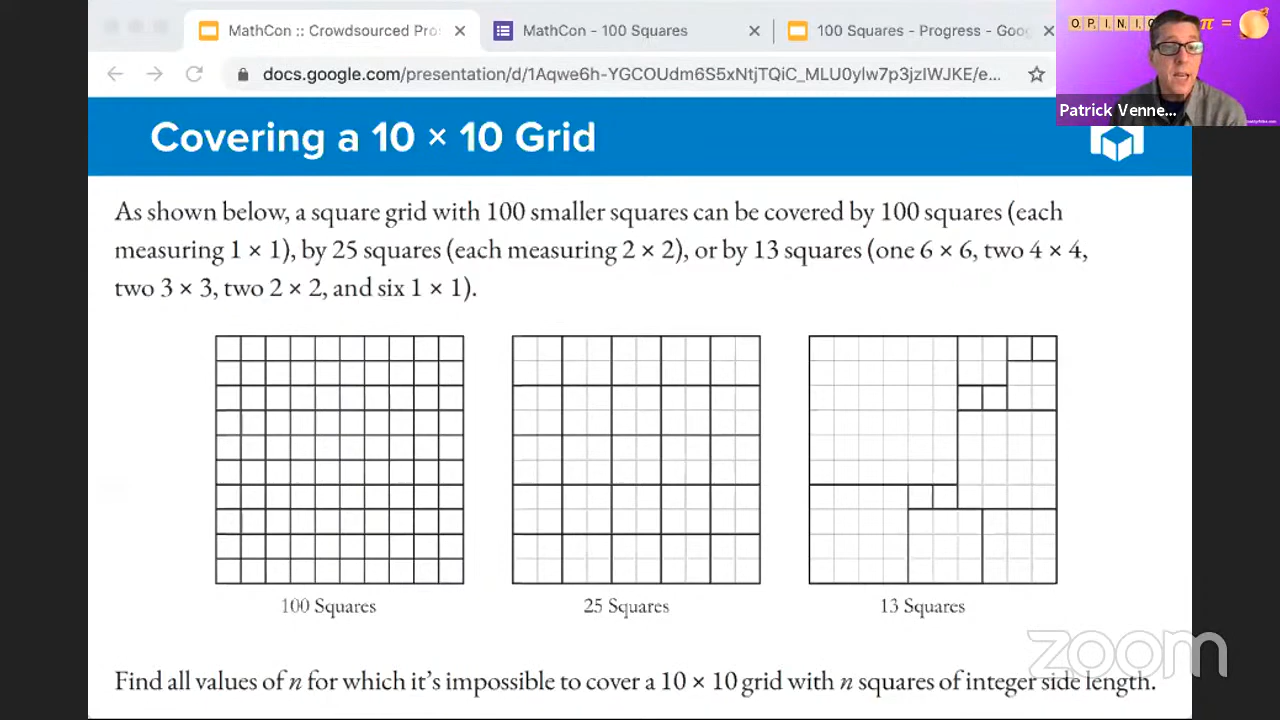 MathCon :: Crowdsourced Pro
MathCon - 100 Squares
100 Squares - Progress - Goo
docs.google.com/presentation/d/1Aqwe6h-YGCOUdm6S5xNtjTQiC_MLU0ylw7p3jzIWJKE/e...
OPINI
π =
Patrick Venne...
Covering a 10 × 10 Grid
As shown below, a square grid with 100 smaller squares can be covered by 100 squares (each
measuring 1 × 1), by 25 squares (each measuring 2 × 2), or by 13 squares (one 6 × 6, two 4 × 4,
two 3 × 3, two 2 × 2, and six 1 × 1).
100 Squares
25 Squares
13 Squares
zoom
Find all values of n for which it's impossible to cover a 10 × 10 grid with n squares of integer side length.